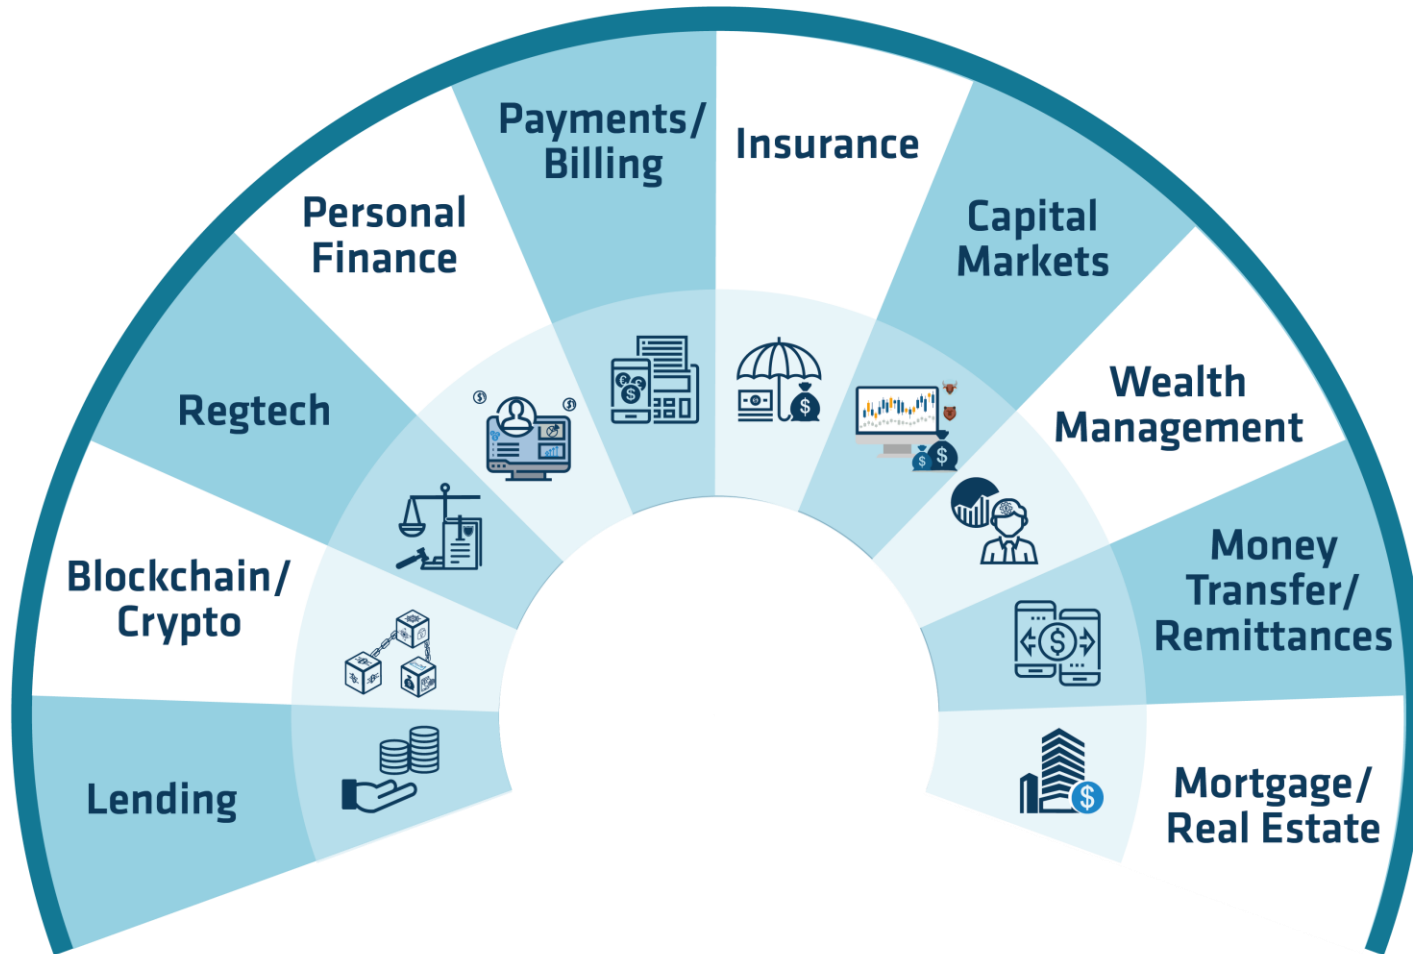 Payments/
Billing
Insurance
Personal
Finance
Capital
Markets
Regtech
Wealth
Management
Blockchain/
Crypto
Money
Transfer/
Remittances
Lending
Mortgage/
Real Estate